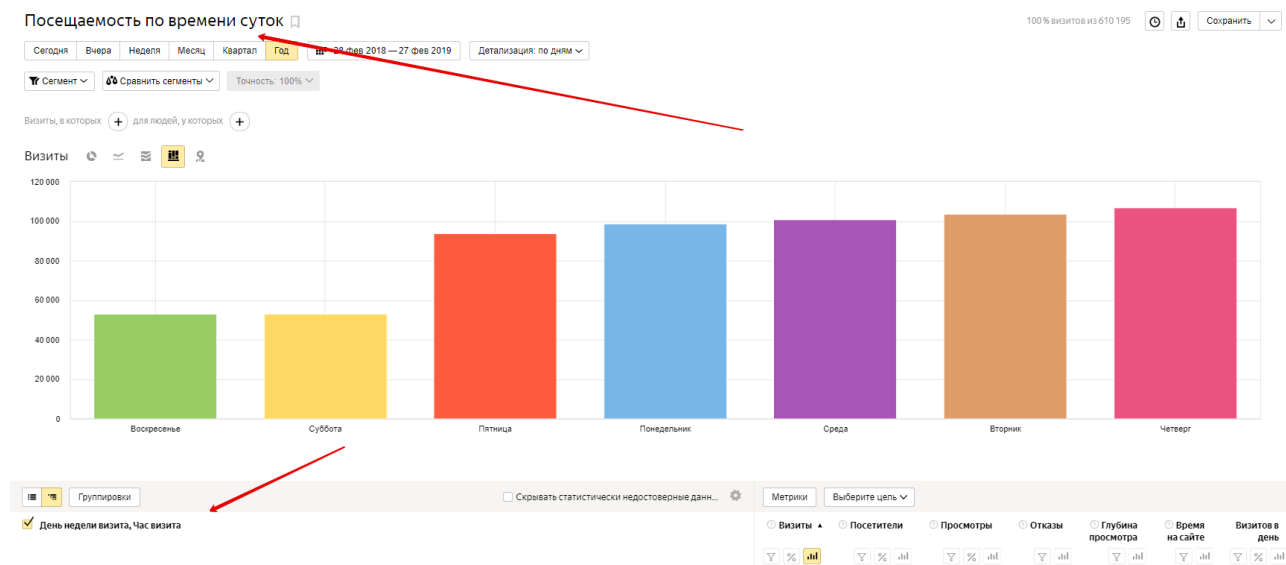 Посещаемость по времени суток
100 % визитов из 610 195
Сохранить
Сегодня Вчера Неделя Месяц Квартал Год 28 фев 2018 — 27 фев 2019 Детализация: по дням
Сегмент Сравнить сегменты Точность: 100%
Визиты, в которых + для людей, у которых +
Визиты
120 000
100 000
80 000
60 000
40 000
20 000
0
Воскресенье Суббота Пятница Понедельник Среда Вторник Четверг
Группировки Скрывать статистически недостоверные данн... Метрики Выберите цель
День недели визита, Час визита
Визиты ▲ Посетители Просмотры Отказы Глубина просмотра Время на сайте Визитов в день
% % % %